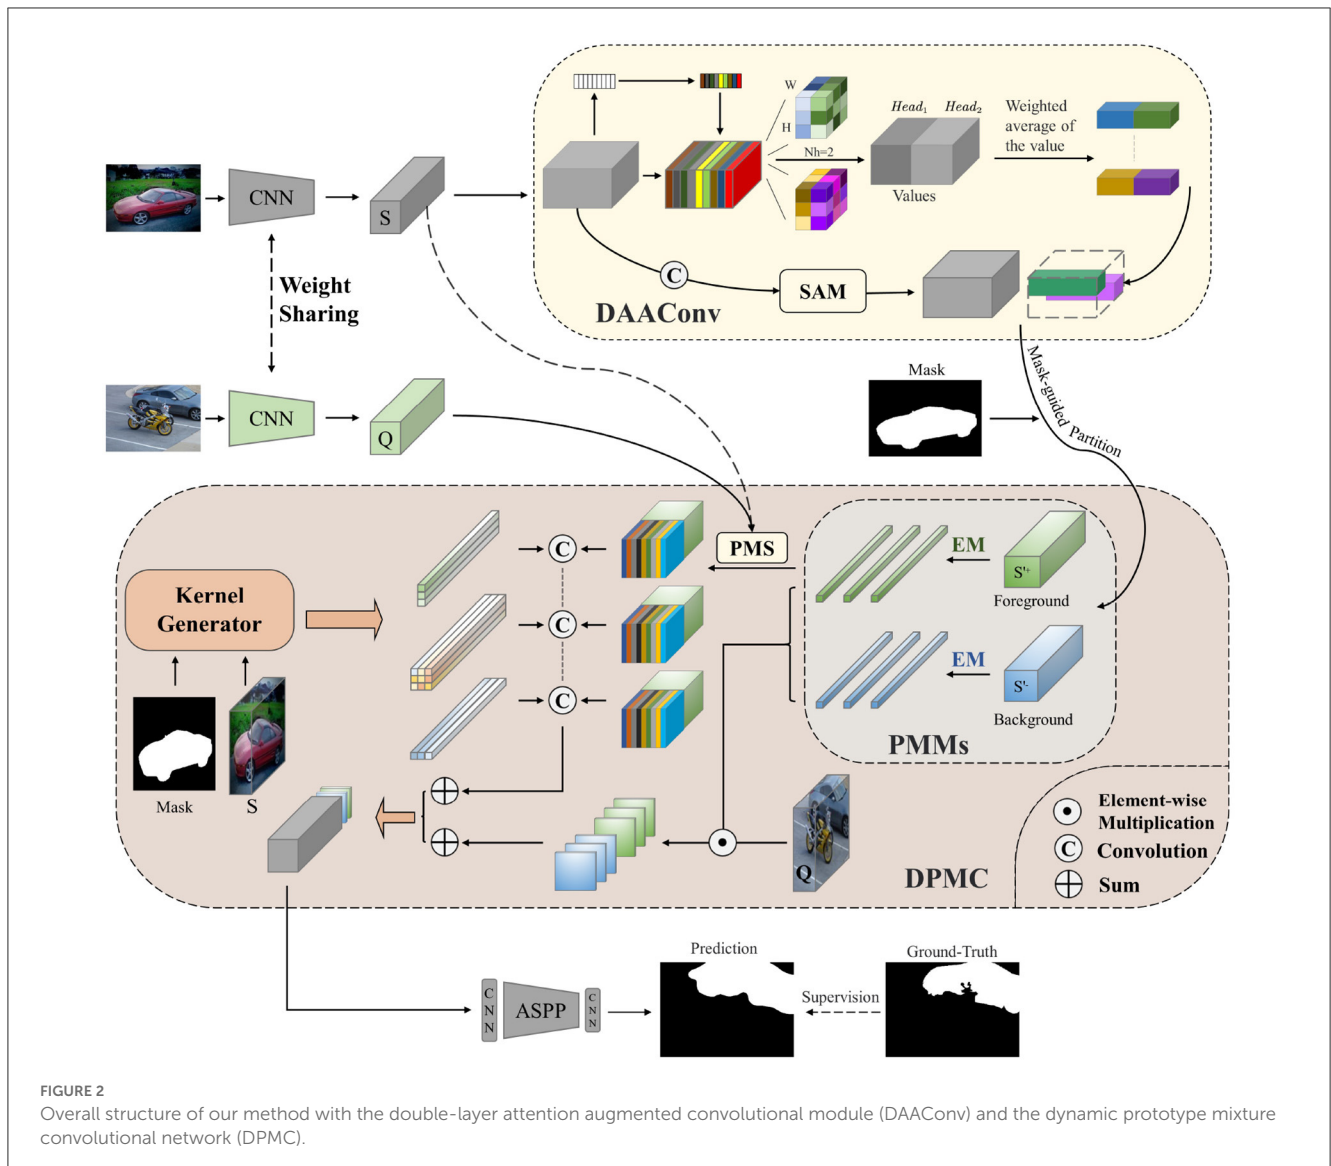 W
H
Head₁ Head₂
Nh=2
Values
Weighted
average of
the value
CNN
S
C
SAM
DAAConv
Weight
Sharing
CNN
Q
Mask
Mask-guided Partition
PMS
C
C
C
EM
S'+
Foreground
EM
S'-
Background
PMMs
Kernel
Generator
Mask
S
Q
DPMC
Element-wise
Multiplication
C Convolution
Sum
CNN
ASPP
CNN
Prediction
Supervision
Ground-Truth
FIGURE 2
Overall structure of our method with the double-layer attention augmented convolutional module (DAAConv) and the dynamic prototype mixture
convolutional network (DPMC).